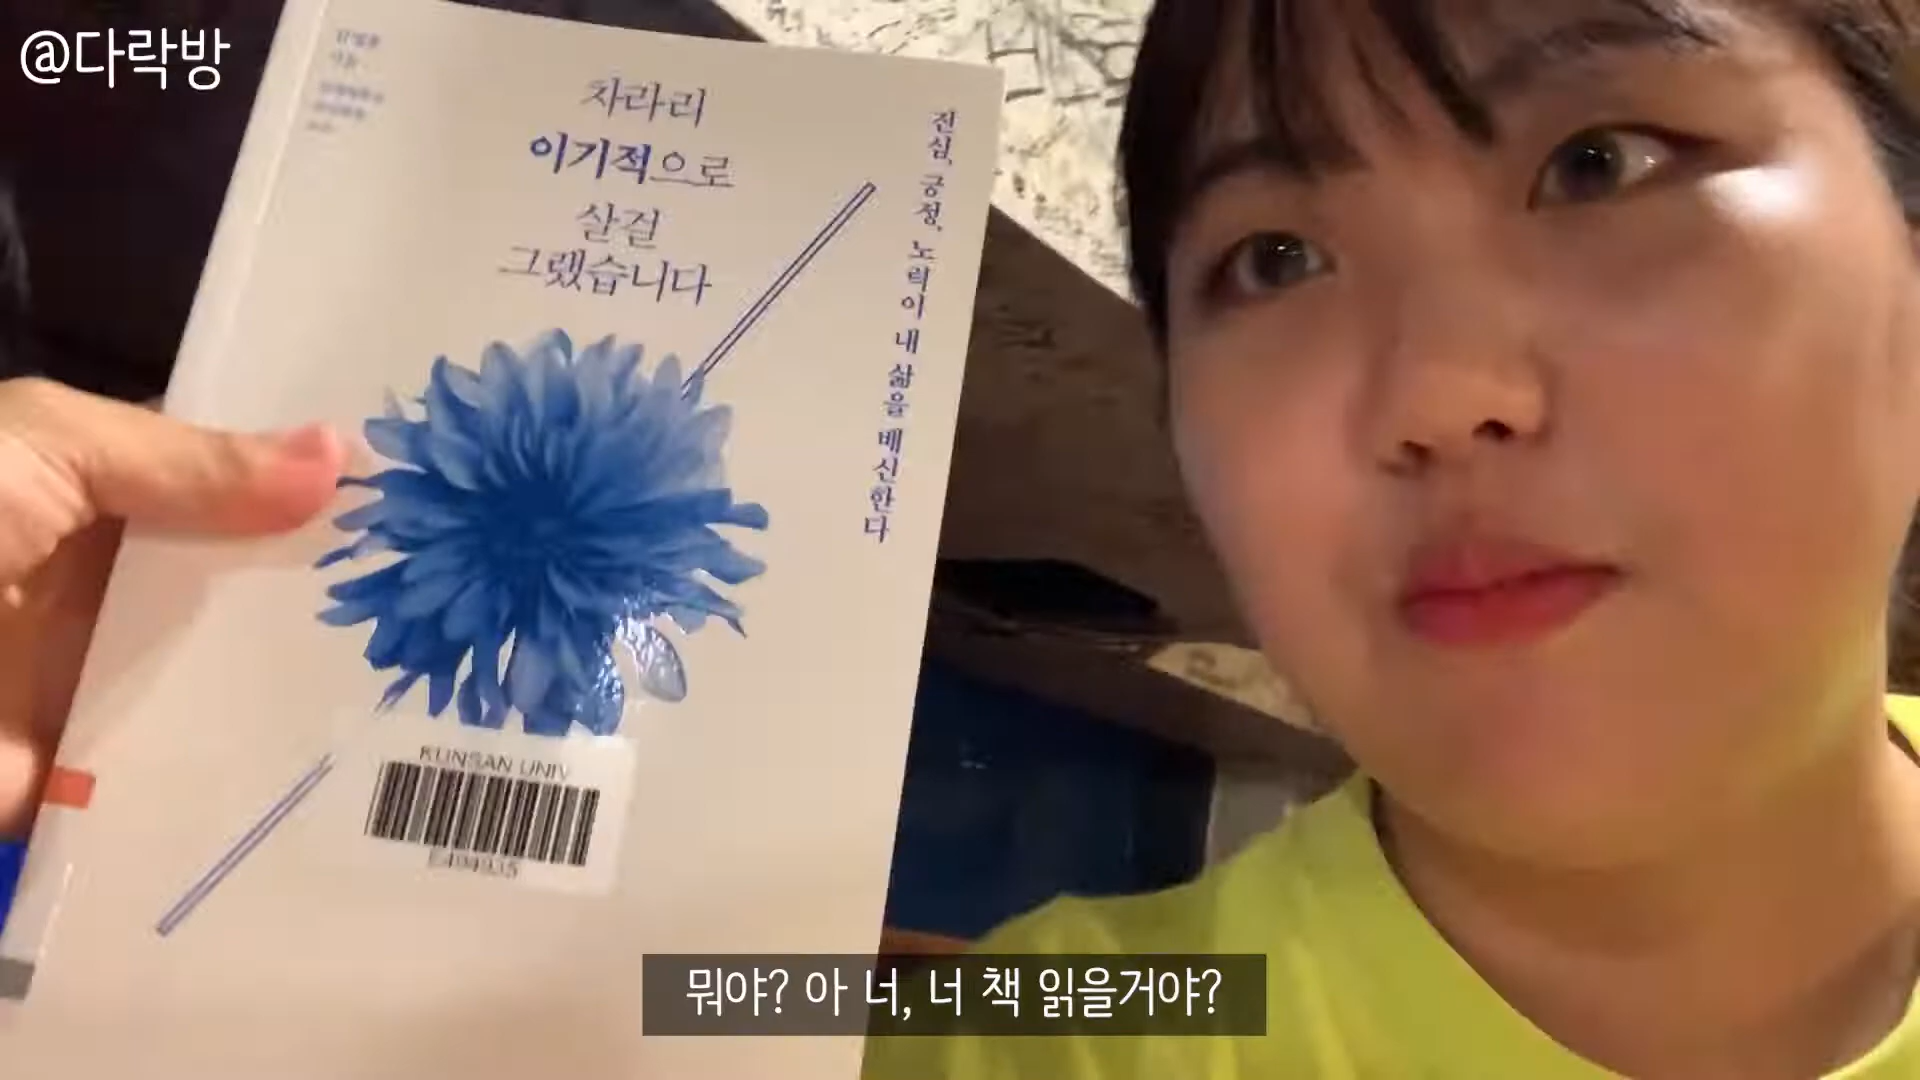 @다락방
차라리
이기적으로
살걸
그랬습니다
진심, 긍정, 노력이 내 삶을 배신한다
KUNSAN UNIV
뭐야? 아 너, 너 책 읽을거야?